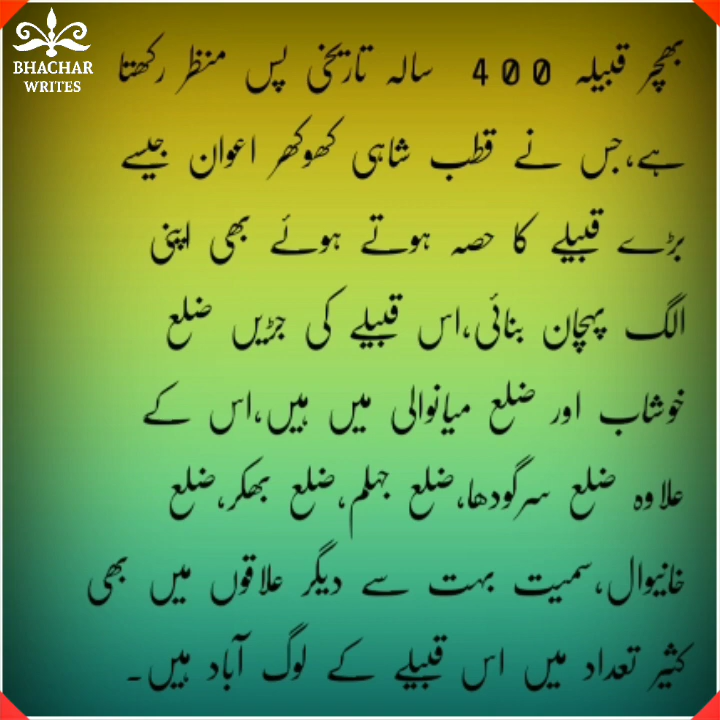 BHACHAR
WRITES
بھچر قبیلہ 400 سالہ تاریخی پس منظر رکھتا
ہے،جس نے قطب شاہی کھوکھر اعوان جیسے
بڑے قبیلے کا حصہ ہوتے ہوئے بھی اپنی
الگ پہچان بنائی،اس قبیلے کی جڑیں ضلع
خوشاب اور ضلع میانوالی میں ہیں،اس کے
علاوہ ضلع سرگودھا،ضلع جہلم،ضلع بھکر،ضلع
خانیوال،سمیت بہت سے دیگر علاقوں میں بھی
کثیر تعداد میں اس قبیلے کے لوگ آباد ہیں۔